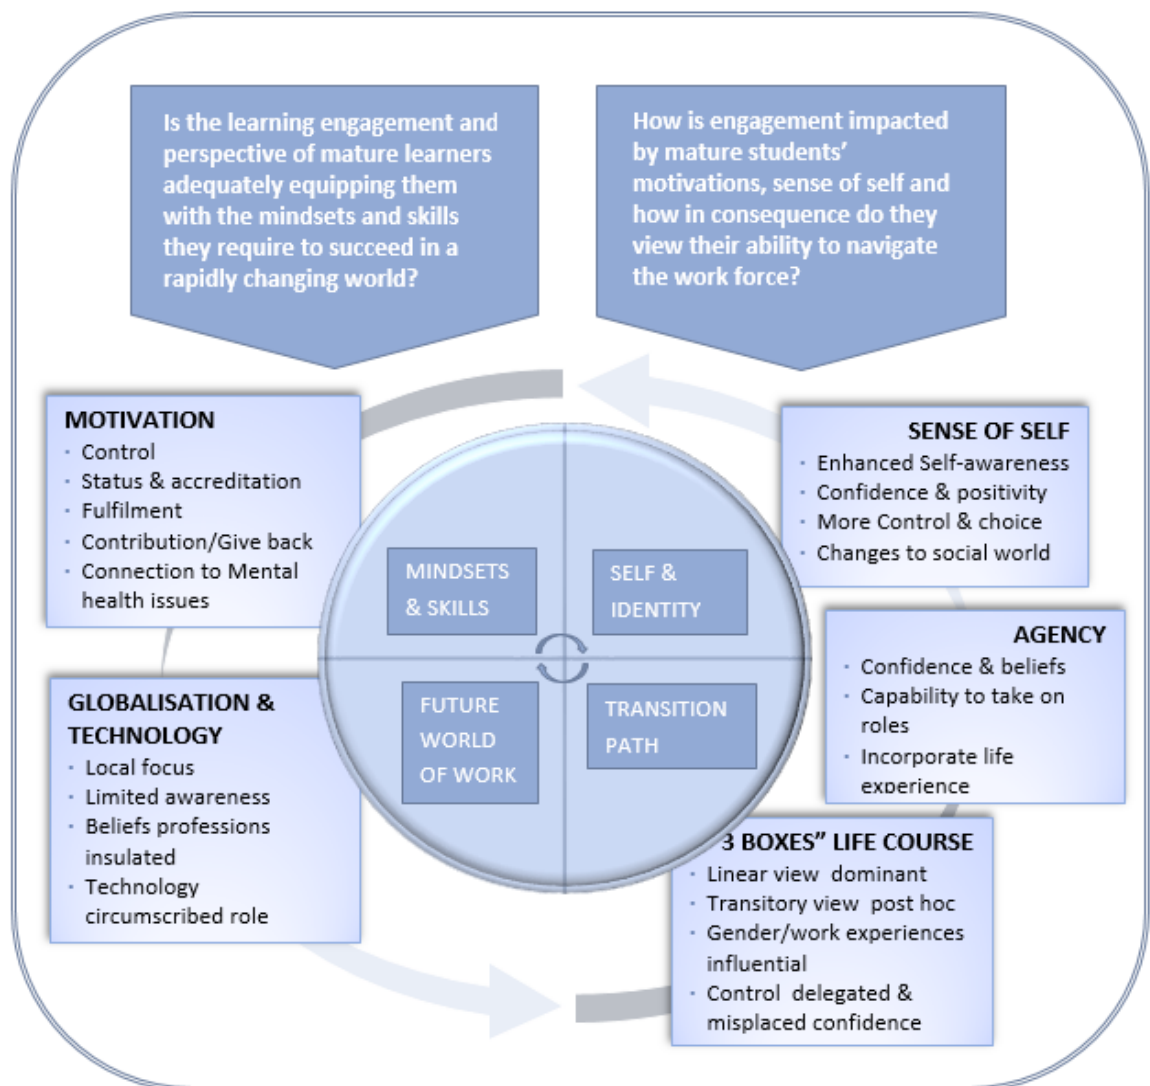 Is the learning engagement and
perspective of mature learners
adequately equipping them
with the mindsets and skills
they require to succeed in a
rapidly changing world?
How is engagement impacted
by mature students’
motivations, sense of self and
how in consequence do they
view their ability to navigate
the work force?
MOTIVATION
· Control
· Status & accreditation
· Fulfilment
· Contribution/Give back
· Connection to Mental
health issues
SENSE OF SELF
· Enhanced Self-awareness
· Confidence & positivity
· More Control & choice
· Changes to social world
MINDSETS
& SKILLS
SELF &
IDENTITY
FUTURE
WORLD
OF WORK
TRANSITION
PATH
AGENCY
· Confidence & beliefs
· Capability to take on
roles
· Incorporate life
experience
GLOBALISATION &
TECHNOLOGY
· Local focus
· Limited awareness
· Beliefs professions
insulated
· Technology
circumscribed role
3 BOXES” LIFE COURSE
· Linear view dominant
· Transitory view post hoc
· Gender/work experiences
influential
· Control delegated &
misplaced confidence